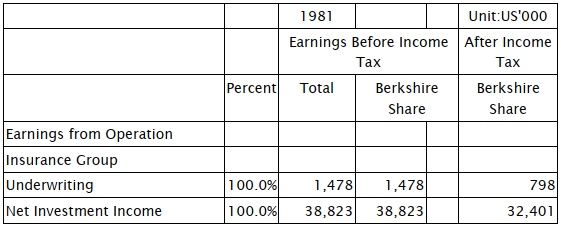 1981 Unit:US'000
Earnings Before Income After Income
Tax Tax
Percent Total Berkshire Berkshire
Share Share
Earnings from Operation
Insurance Group
Underwriting 100.0% 1,478 1,478 798
Net Investment Income 100.0% 38,823 38,823 32,401